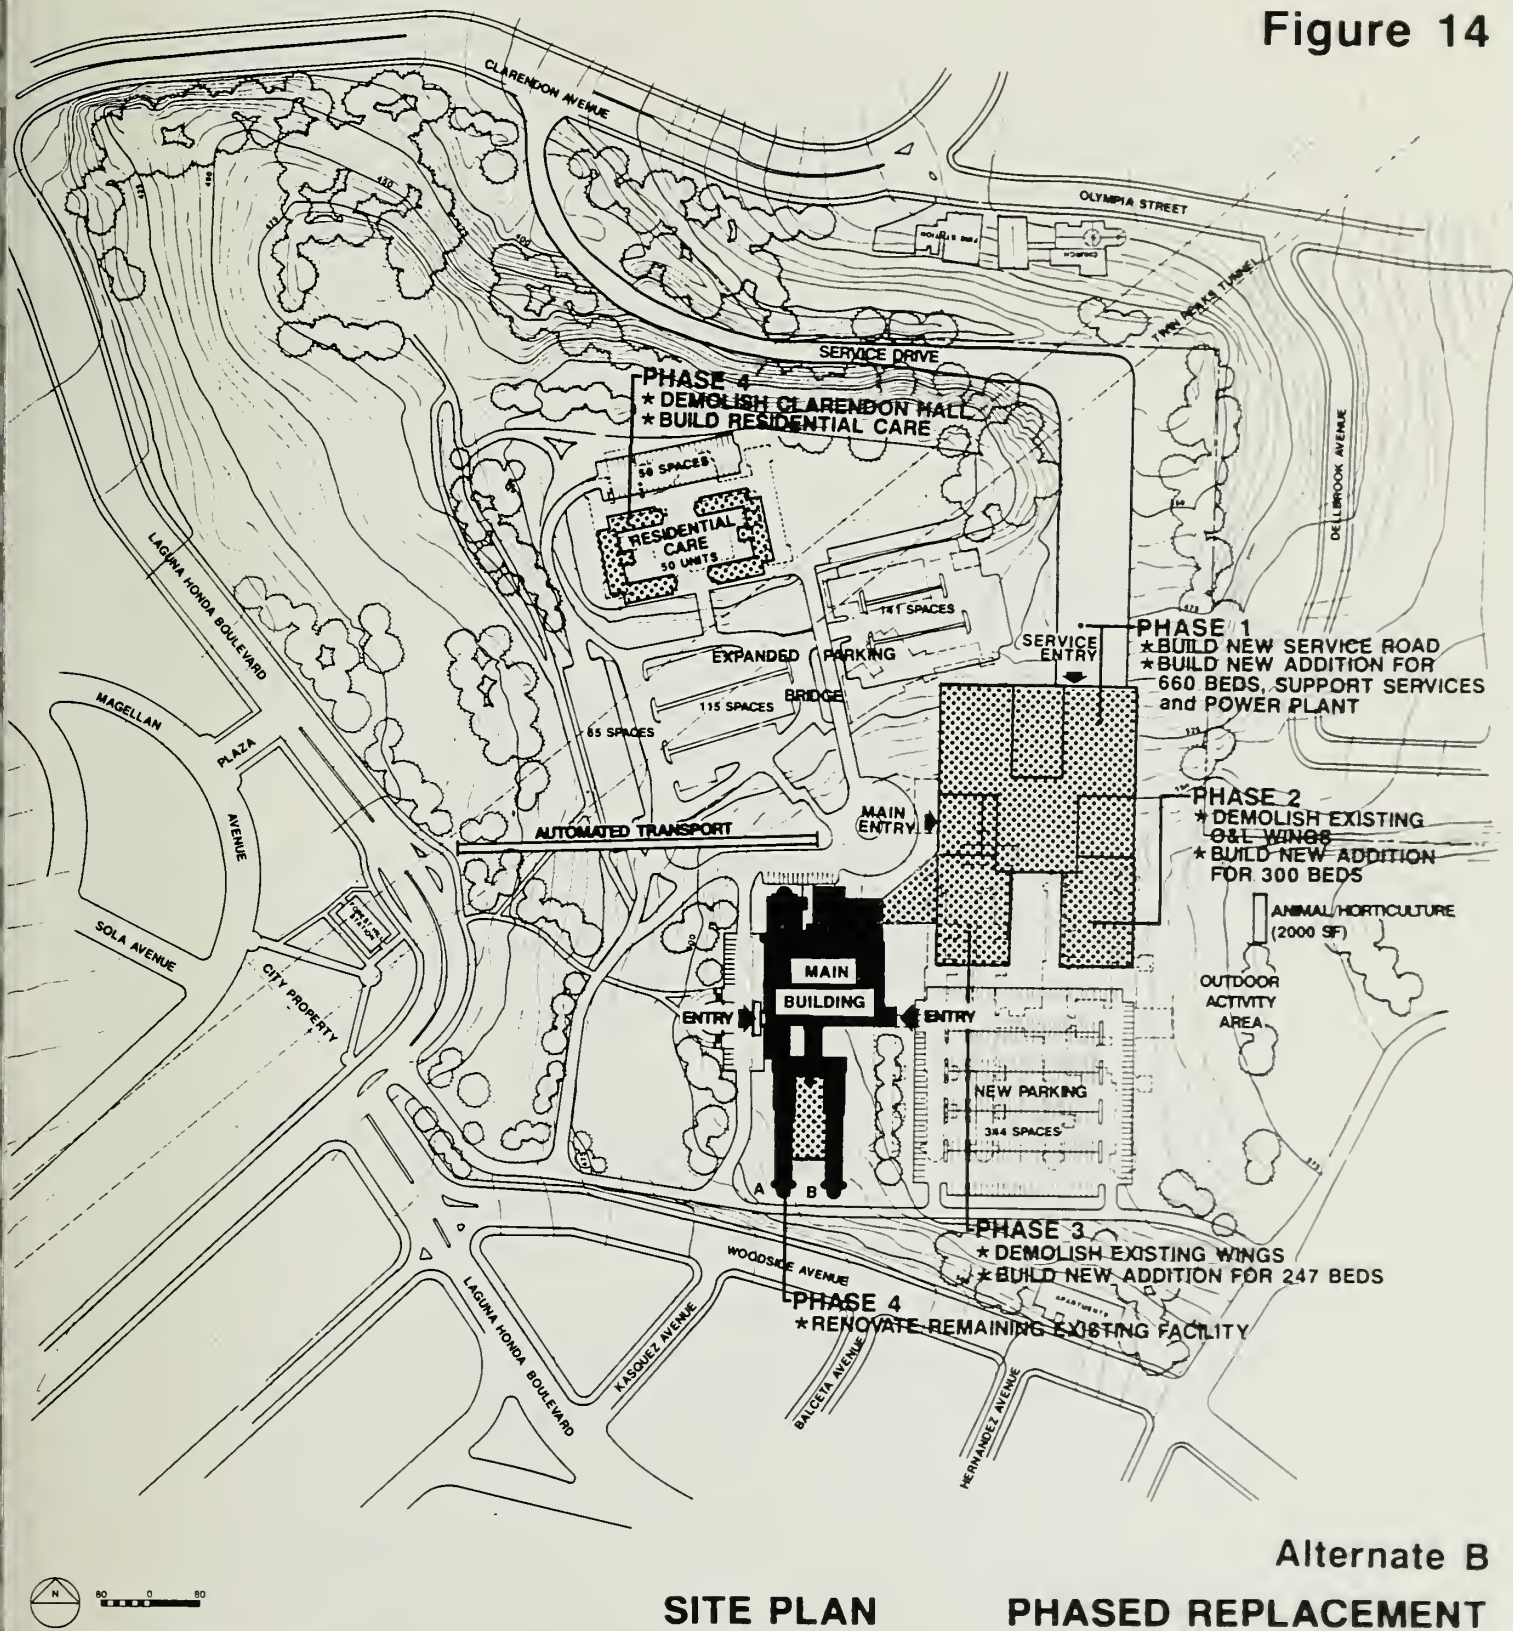 Figure 14
CLARENDON AVENUE
OLYMPIA STREET
FIRE STATION
CHURCH
TWIN PEAKS TUNNEL
SERVICE DRIVE
PHASE 4
* DEMOLISH CLARENDON HALL
* BUILD RESIDENTIAL CARE
50 SPACES
RESIDENTIAL
CARE
50 UNITS
DELLBROOK AVENUE
LAGUNA HONDA BOULEVARD
141 SPACES
EXPANDED PARKING
BRIDGE
115 SPACES
65 SPACES
SERVICE
ENTRY
PHASE 1
* BUILD NEW SERVICE ROAD
* BUILD NEW ADDITION FOR
660 BEDS, SUPPORT SERVICES
and POWER PLANT
MAGELLAN
PLAZA
AVENUE
MAIN
ENTRY
PHASE 2
* DEMOLISH EXISTING
O&L WINGS
* BUILD NEW ADDITION
FOR 300 BEDS
AUTOMATED TRANSPORT
ANIMAL/HORTICULTURE
(2000 SF)
SOLA AVENUE
CITY PROPERTY
MAIN
BUILDING
ENTRY
ENTRY
OUTDOOR
ACTIVITY
AREA
NEW PARKING
344 SPACES
A B
PHASE 3
* DEMOLISH EXISTING WINGS
* BUILD NEW ADDITION FOR 247 BEDS
WOODSIDE AVENUE
APARTMENTS
PHASE 4
* RENOVATE REMAINING EXISTING FACILITY
LAGUNA HONDA BOULEVARD
KASQUEZ AVENUE
BALCETA AVENUE
HERNANDEZ AVENUE
Alternate B
N
80 0 80
SITE PLAN PHASED REPLACEMENT